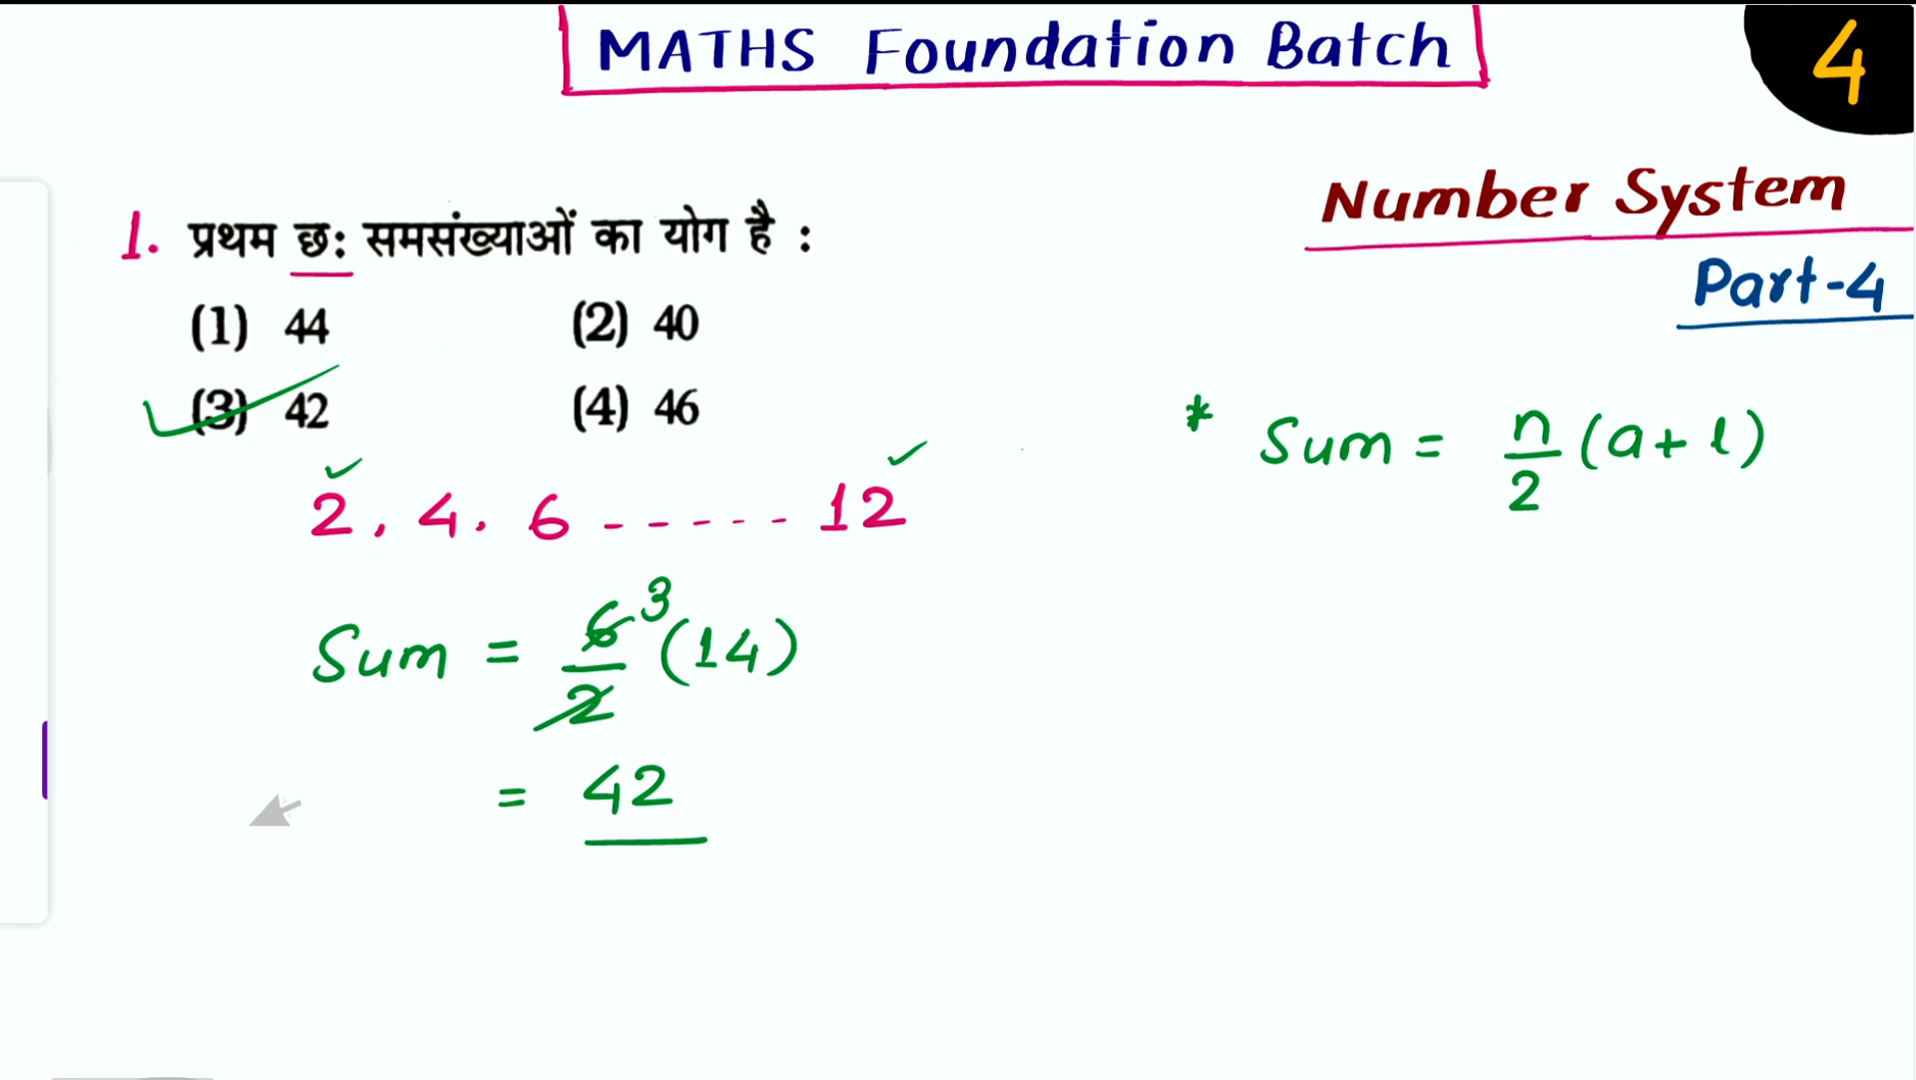 MATHS Foundation Batch
4
Number System
Part-4
1. प्रथम छः समसंख्याओं का योग है :
(1) 44 (2) 40
(3) 42 (4) 46
2, 4, 6 ------ 12
Sum = 6/2 3 (14)
= 42
* Sum = n/2 (a+l)